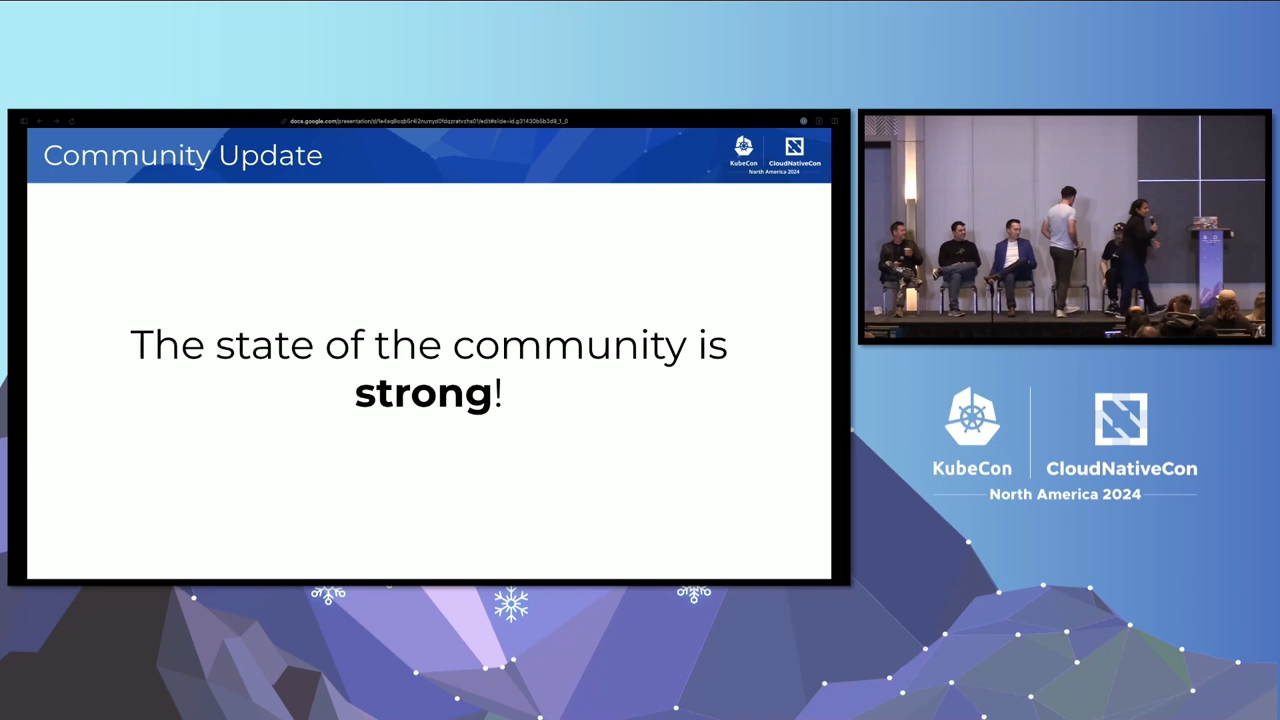 Community Update
KubeCon
CloudNativeCon
North America 2024
The state of the community is
strong!
KubeCon
CloudNativeCon
North America 2024